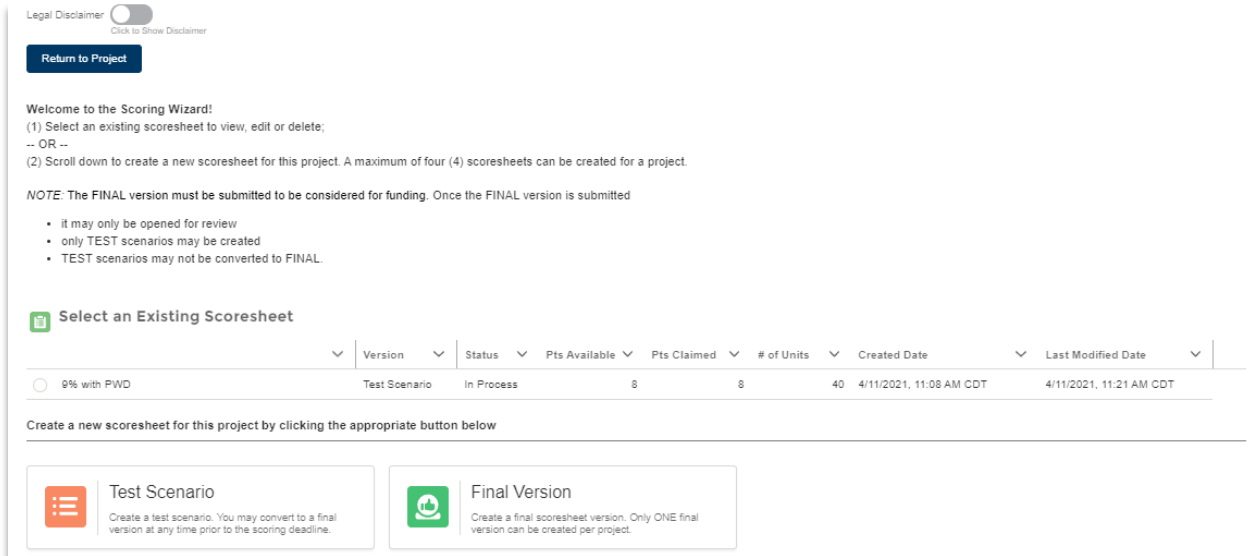 Legal Disclaimer
Click to Show Disclaimer
Return to Project
Welcome to the Scoring Wizard!
(1) Select an existing scoresheet to view, edit or delete;
-- OR --
(2) Scroll down to create a new scoresheet for this project. A maximum of four (4) scoresheets can be created for a project.
NOTE: The FINAL version must be submitted to be considered for funding. Once the FINAL version is submitted
• it may only be opened for review
• only TEST scenarios may be created
• TEST scenarios may not be converted to FINAL.
Select an Existing Scoresheet
Version Status Pts Available Pts Claimed # of Units Created Date Last Modified Date
9% with PWD Test Scenario In Process 8 8 40 4/11/2021, 11:08 AM CDT 4/11/2021, 11:21 AM CDT
Create a new scoresheet for this project by clicking the appropriate button below
Test Scenario
Create a test scenario. You may convert to a final
version at any time prior to the scoring deadline.
Final Version
Create a final scoresheet version. Only ONE final
version can be created per project.